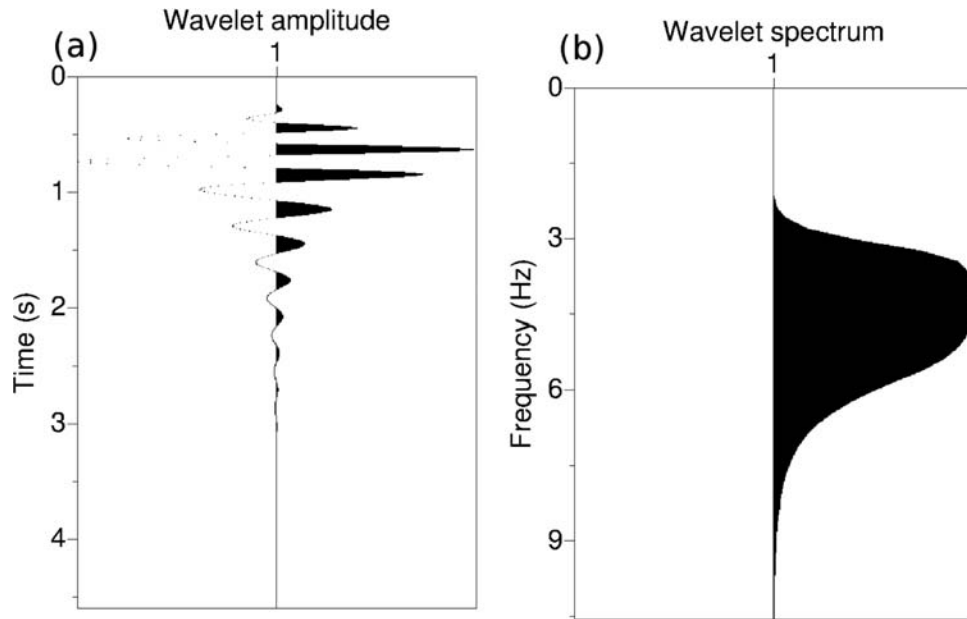 (a)
Wavelet amplitude
1
0
1
2
3
4
Time (s)
(b)
Wavelet spectrum
1
0
3
6
9
Frequency (Hz)